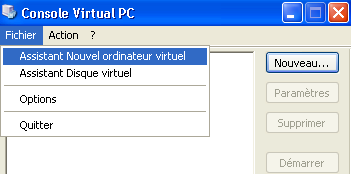 Console Virtual PC
Fichier Action ?
Assistant Nouvel ordinateur virtuel
Nouveau...
Assistant Disque virtuel
Paramètres
Options
Supprimer
Quitter
Démarrer